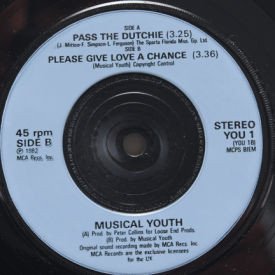 SIDE A
PASS THE DUTCHIE (3.25)
(J. Mittoo-F. Simpson-L. Ferguson) The Sparta Florida Mus. Gp. Ltd
SIDE B
PLEASE GIVE LOVE A CHANCE (3.36)
(Musical Youth) Copyright Control
45 rpm
SIDE B
℗ 1982
MCA Recs. Inc.
STEREO
YOU 1
(YOU 1B)
MCPS BIEM
MUSICAL YOUTH
(A) Prod. by Peter Collins for Loose End Prods.
(B) Prod. by Musical Youth
Original sound recording made by MCA Recs. Inc
MCA Records are the exclusive licensees
for the UK